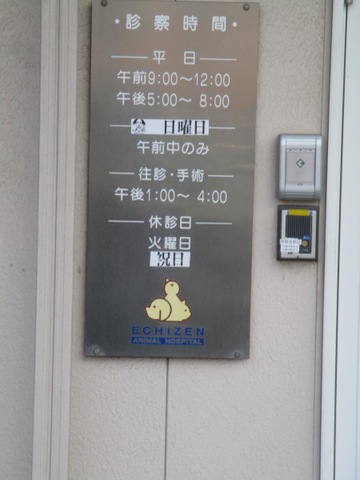 ・診察時間・
平日
午前9:00～12:00
午後5:00～ 8:00
日曜日
午前中のみ
往診・手術
午後1:00～ 4:00
休診日
火曜日
祝日
ECHIZEN
ANIMAL HOSPITAL